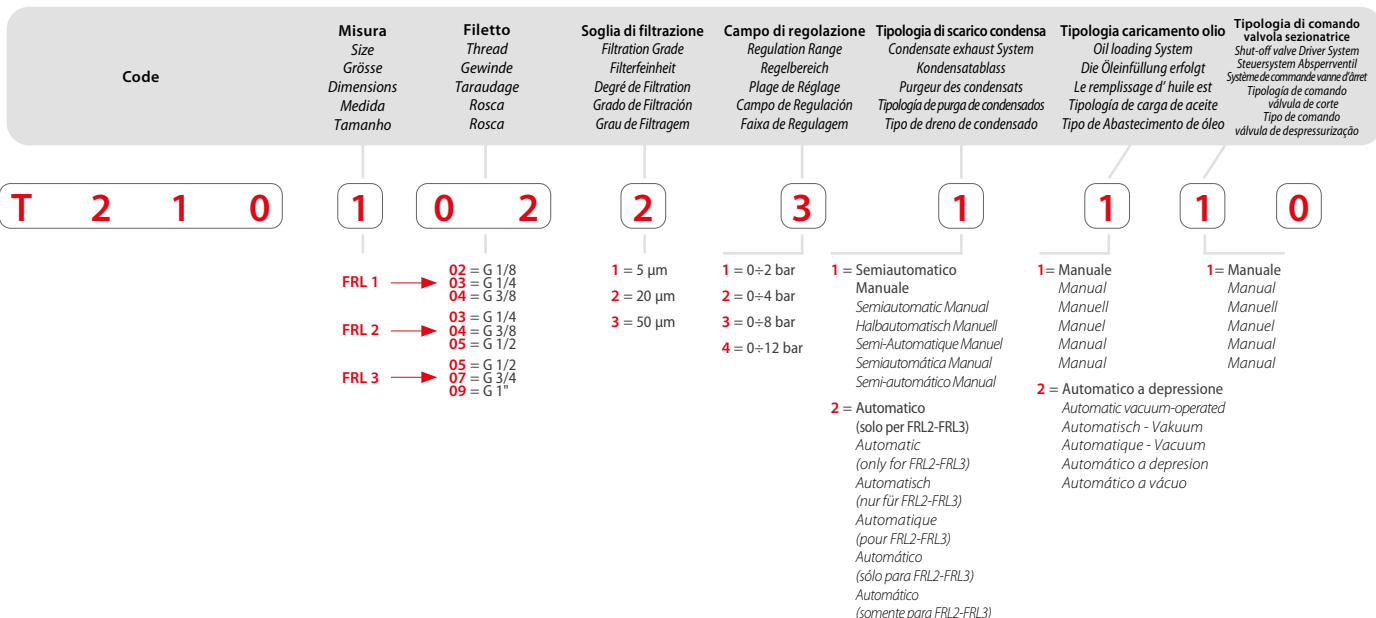 Code
Misura
Size
Grösse
Dimensions
Medida
Tamanho
Filetto
Thread
Gewinde
Taraudage
Rosca
Rosca
Soglia di filtrazione
Filtration Grade
Filterfeinheit
Degré de Filtration
Grado de Filtración
Grau de Filtragem
Campo di regolazione
Regulation Range
Regelbereich
Plage de Réglage
Campo de Regulación
Faixa de Regulagem
Tipologia di scarico condensa
Condensate exhaust System
Kondensatablass
Purgeur des condensats
Tipología de purga de condensados
Tipo de dreno de condensado
Tipologia caricamento olio
Oil loading System
Die Öleinfüllung erfolgt
Le remplissage d' huile est
Tipología de carga de aceite
Tipo de Abastecimento de óleo
Tipologia di comando
valvola sezionatrice
Shut-off valve Driver System
Steuersystem Absperrventil
Système de commande vanne d'ârret
Tipología de comando
válvula de corte
Tipo de comando
válvula de despressurização
T 2 1 0 1 0 2 2 3 1 1 1 0
FRL 1
02 = G 1/8
03 = G 1/4
04 = G 3/8
FRL 2
03 = G 1/4
04 = G 3/8
05 = G 1/2
FRL 3
05 = G 1/2
07 = G 3/4
09 = G 1"
1 = 5 µm
2 = 20 µm
3 = 50 µm
1 = 0÷2 bar
2 = 0÷4 bar
3 = 0÷8 bar
4 = 0÷12 bar
1 = Semiautomatico
Manuale
Semiautomatic Manual
Halbautomatisch Manuell
Semi-Automatique Manuel
Semiautomática Manual
Semi-automático Manual
2 = Automatico
(solo per FRL2-FRL3)
Automatic
(only for FRL2-FRL3)
Automatisch
(nur für FRL2-FRL3)
Automatique
(pour FRL2-FRL3)
Automático
(sólo para FRL2-FRL3)
Automático
(somente para FRL2-FRL3)
1= Manuale
Manual
Manuell
Manuel
Manual
Manual
2 = Automatico a depressione
Automatic vacuum-operated
Automatisch - Vakuum
Automatique - Vacuum
Automático a depresion
Automático a vácuo
1= Manuale
Manual
Manuell
Manuel
Manual
Manual